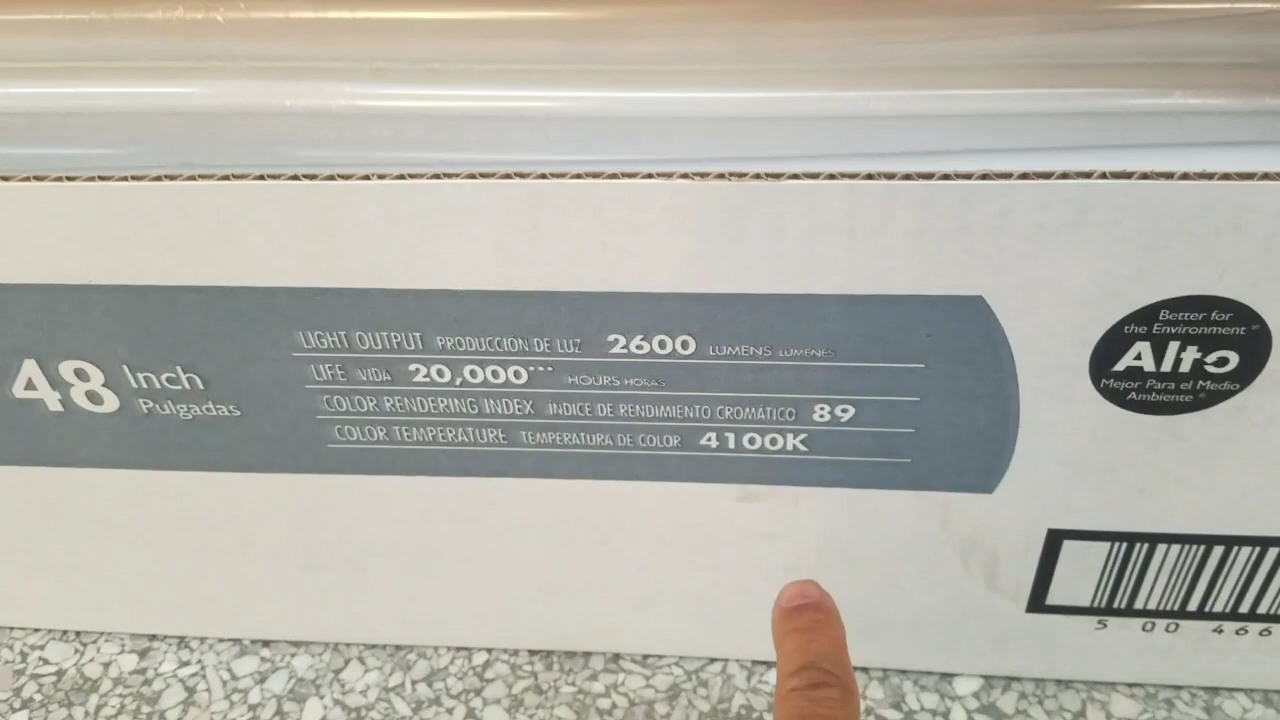 48 Inch
Pulgadas
LIGHT OUTPUT PRODUCCIÓN DE LUZ 2600 LUMENS LÚMENES
LIFE VIDA 20,000*** HOURS HORAS
COLOR RENDERING INDEX ÍNDICE DE RENDIMIENTO CROMÁTICO 89
COLOR TEMPERATURE TEMPERATURA DE COLOR 4100K
Better for
the Environment ®
Alto
Mejor Para el Medio
Ambiente ®
5 00 466